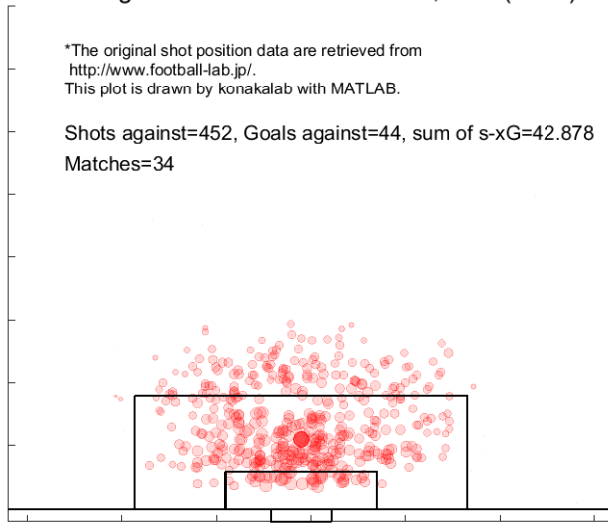 *The original shot position data are retrieved from
http://www.football-lab.jp/.
This plot is drawn by konakalab with MATLAB.
Shots against=452, Goals against=44, sum of s-xG=42.878
Matches=34